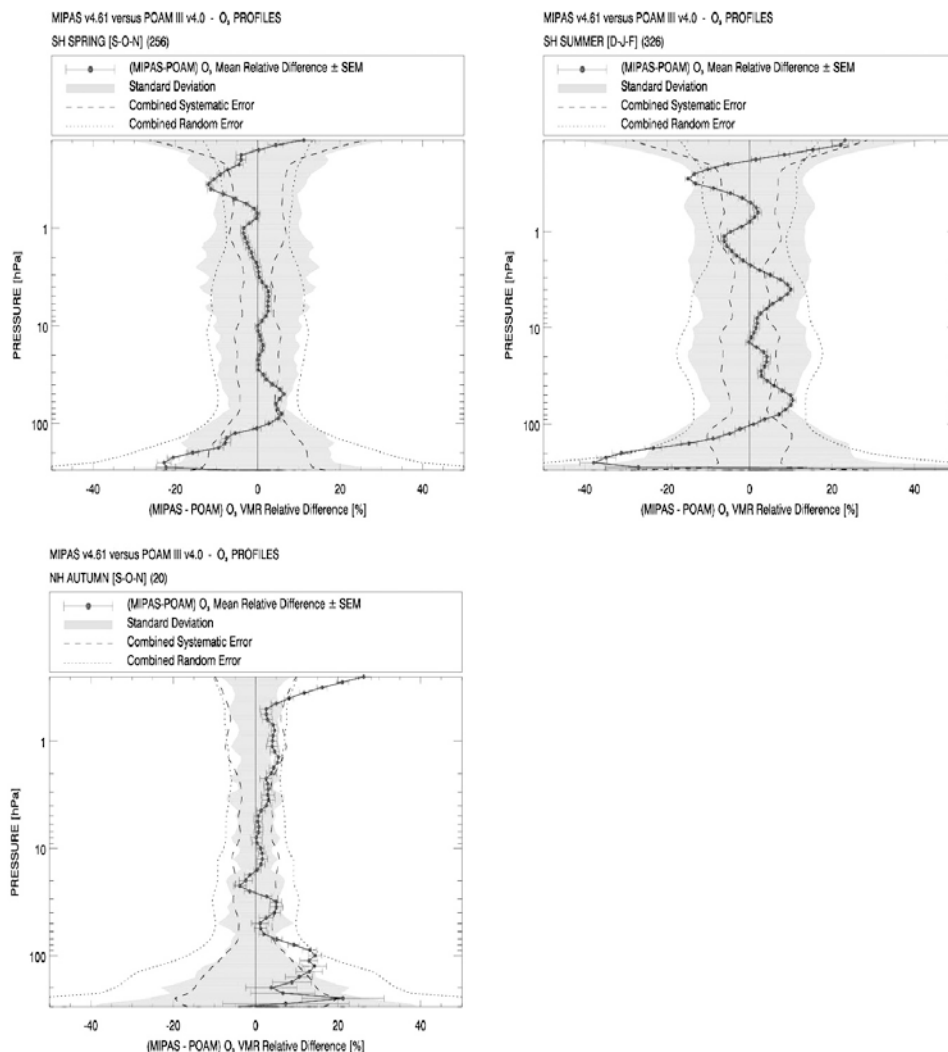 MIPAS v4.61 versus POAM III v4.0 - O₃ PROFILES
SH SPRING [S-O-N] (256)
(MIPAS-POAM) O₃ Mean Relative Difference ± SEM
Standard Deviation
Combined Systematic Error
Combined Random Error
1
10
100
PRESSURE [hPa]
-40 -20 0 20 40
(MIPAS - POAM) O₃ VMR Relative Difference [%]
MIPAS v4.61 versus POAM III v4.0 - O₃ PROFILES
SH SUMMER [D-J-F] (326)
(MIPAS-POAM) O₃ Mean Relative Difference ± SEM
Standard Deviation
Combined Systematic Error
Combined Random Error
1
10
100
PRESSURE [hPa]
-40 -20 0 20 40
(MIPAS - POAM) O₃ VMR Relative Difference [%]
MIPAS v4.61 versus POAM III v4.0 - O₃ PROFILES
NH AUTUMN [S-O-N] (20)
(MIPAS-POAM) O₃ Mean Relative Difference ± SEM
Standard Deviation
Combined Systematic Error
Combined Random Error
1
10
100
PRESSURE [hPa]
-40 -20 0 20 40
(MIPAS - POAM) O₃ VMR Relative Difference [%]